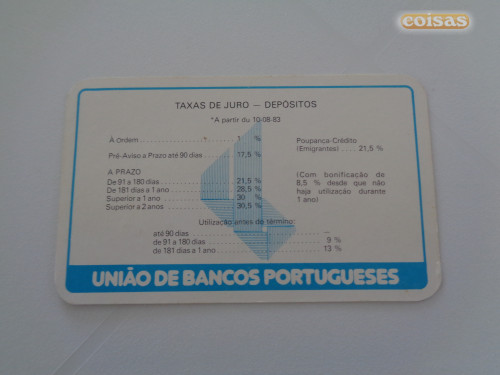 coisas
TAXAS DE JURO — DEPÓSITOS
*A partir du 10-08-83
À Ordem . . . . . . . . . . . . . . . . . . 1 %
Pré-Aviso a Prazo até 90 dias . . . . . 17,5 %
A PRAZO
De 91 a 180 dias . . . . . . . . . . . . . . 21,5 %
De 181 dias a 1 ano . . . . . . . . . . . . 28,5 %
Superior a 1 ano . . . . . . . . . . . . . . 30 %
Superior a 2 anos . . . . . . . . . . . . . 30,5 %
Poupança-Crédito
(Emigrantes) . . . . 21,5 %
(Com bonificação de
8,5 % desde que não
haja utilização durante
1 ano)
Utilização antes do término:
até 90 dias . . . . . . . . . . . . . . . . . . —
de 91 a 180 dias . . . . . . . . . . . . . . 9 %
de 181 dias a 1 ano . . . . . . . . . . . . 13 %
UNIÃO DE BANCOS PORTUGUESES